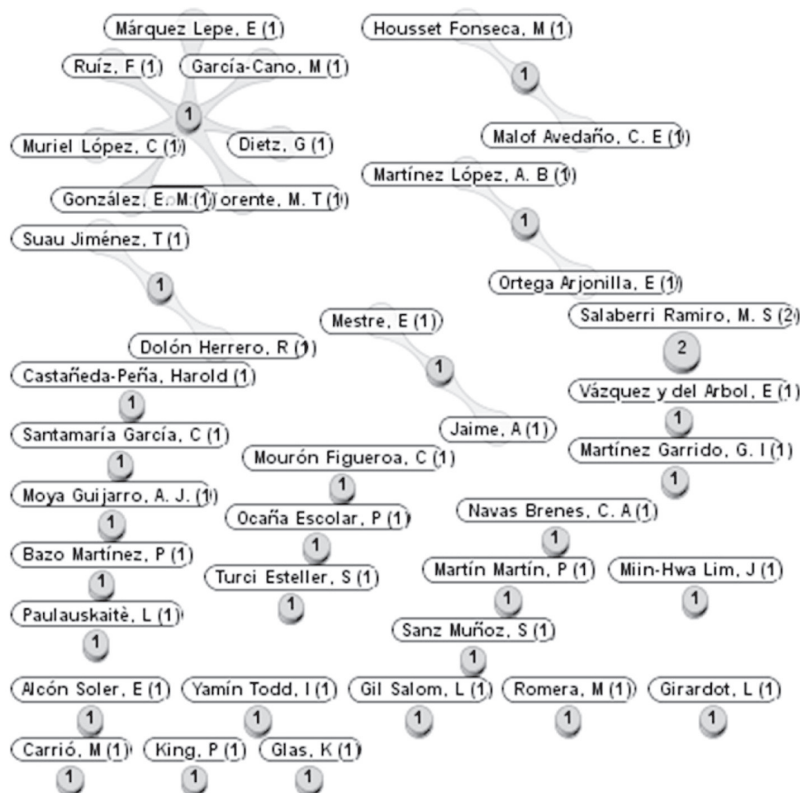 Márquez Lepe, E (1)
Housset Fonseca, M (1)
Ruíz, F (1)
García-Cano, M (1)
1
1
Muriel López, C (1)
Dietz, G (1)
Malof Avedaño, C. E (1)
Martínez López, A. B (1)
González, E. M (1)
orente, M. T (1)
Suau Jiménez, T (1)
1
1
Ortega Arjonilla, E (1)
Mestre, E (1)
Salaberri Ramiro, M. S (2)
Dolón Herrero, R (1)
2
Castañeda-Peña, Harold (1)
1
Vázquez y del Arbol, E (1)
1
1
Santamaría García, C (1)
Jaime, A (1)
Martínez Garrido, G. I (1)
1
Mourón Figueroa, C (1)
1
1
Moya Guijarro, A. J. (1)
Ocaña Escolar, P (1)
Navas Brenes, C. A (1)
1
1
1
Bazo Martínez, P (1)
Turci Esteller, S (1)
Martín Martín, P (1)
Miin-Hwa Lim, J (1)
1
1
1
1
Paulauskaitè, L (1)
Sanz Muñoz, S (1)
1
1
Alcón Soler, E (1)
Yamín Todd, I (1)
Gil Salom, L (1)
Romera, M (1)
Girardot, L (1)
1
1
1
1
1
Carrió, M (1)
King, P (1)
Glas, K (1)
1
1
1